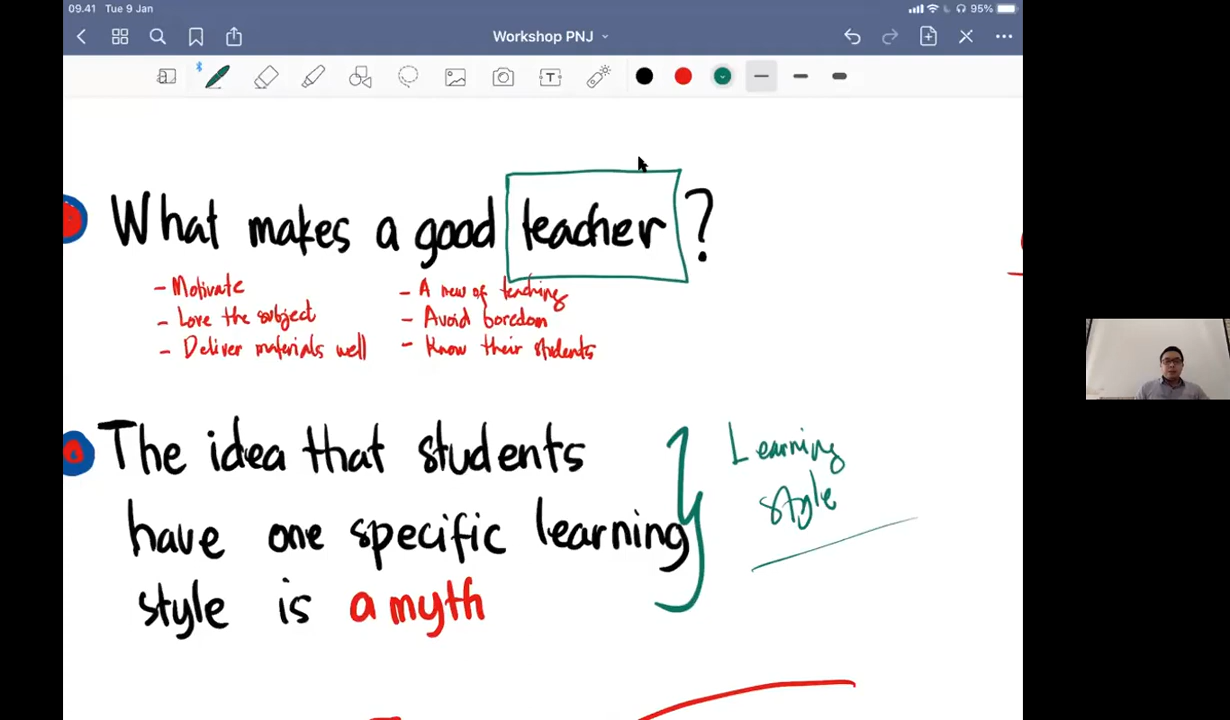 09.41 Tue 9 Jan
95%
Workshop PNJ
T
What makes a good teacher?
- Motivate
- Love the subject
- Deliver materials well
- A new of teaching
- Avoid boredom
- Know their students
The idea that students
have one specific learning
style is a myth
Learning
style